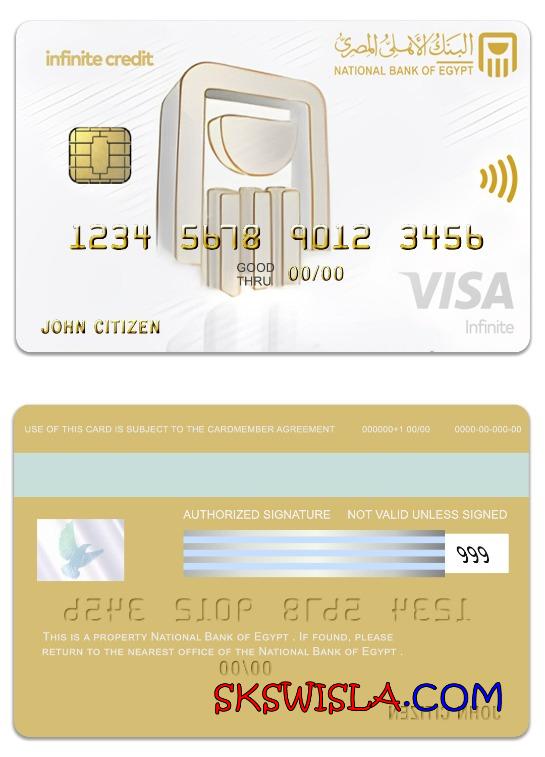 infinite credit
البنك الأهلي المصري
NATIONAL BANK OF EGYPT
1234 5678 9012 3456
GOOD THRU 00/00
VISA
Infinite
JOHN CITIZEN
USE OF THIS CARD IS SUBJECT TO THE CARDMEMBER AGREEMENT 000000+1 00/00 0000-00-000-00
AUTHORIZED SIGNATURE NOT VALID UNLESS SIGNED
999
1234 5678 9012 3456
THIS IS A PROPERTY NATIONAL BANK OF EGYPT . IF FOUND, PLEASE
RETURN TO THE NEAREST OFFICE OF THE NATIONAL BANK OF EGYPT .
00/00
SKSWISLA.COM
JOHN CITIZEN